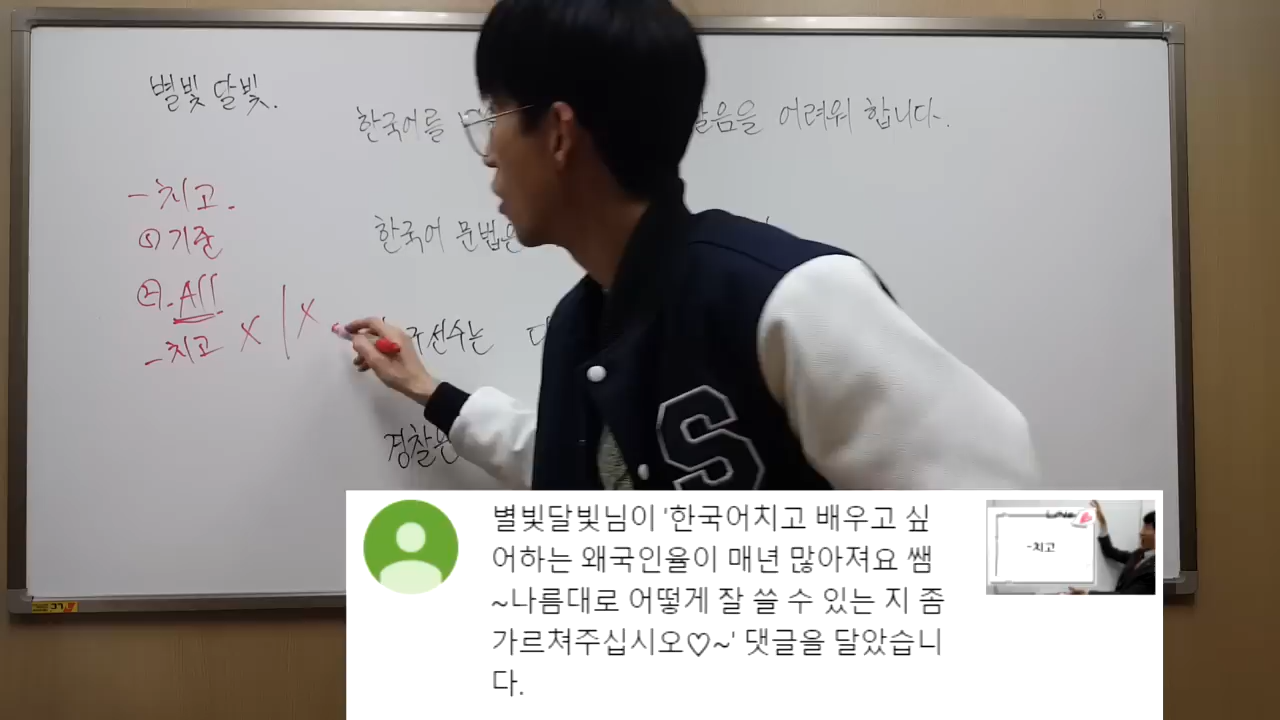 별빛 달빛.
한국어를
어려워 합니다.
-치고.
① 기준
한국어 문법은
②. All
-치고 X | X
선수는
경찰은
S
별빛달빛님이 '한국어치고 배우고 싶
어하는 왜국인율이 매년 많아져요 쌤
~나름대로 어떻게 잘 쓸 수 있는 지 좀
가르쳐주십시오♡~' 댓글을 달았습니
다.
-치고